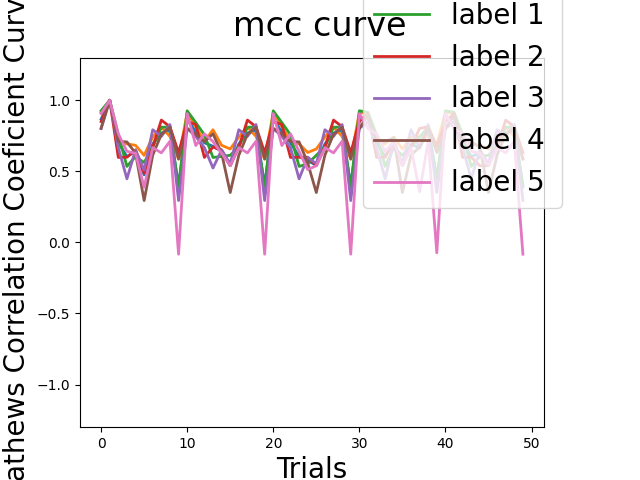 mcc curve
label 1
label 2
label 3
label 4
label 5
athews Correlation Coefficient Curv
1.0
0.5
0.0
−0.5
−1.0
0 10 20 30 40 50
Trials